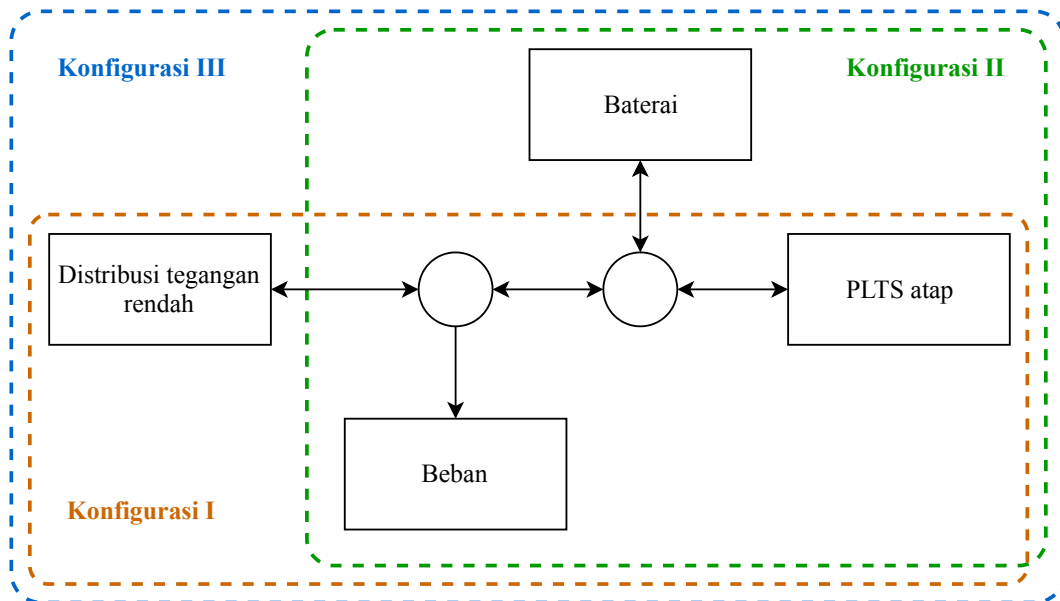 Konfigurasi III
Konfigurasi II
Baterai
Distribusi tegangan
rendah
PLTS atap
Beban
Konfigurasi I